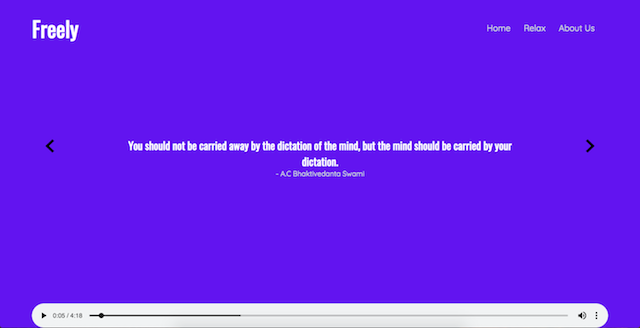 Freely
Home Relax About Us
You should not be carried away by the dictation of the mind, but the mind should be carried by your
dictation.
- A.C Bhaktivedanta Swami
0:05 / 4:18